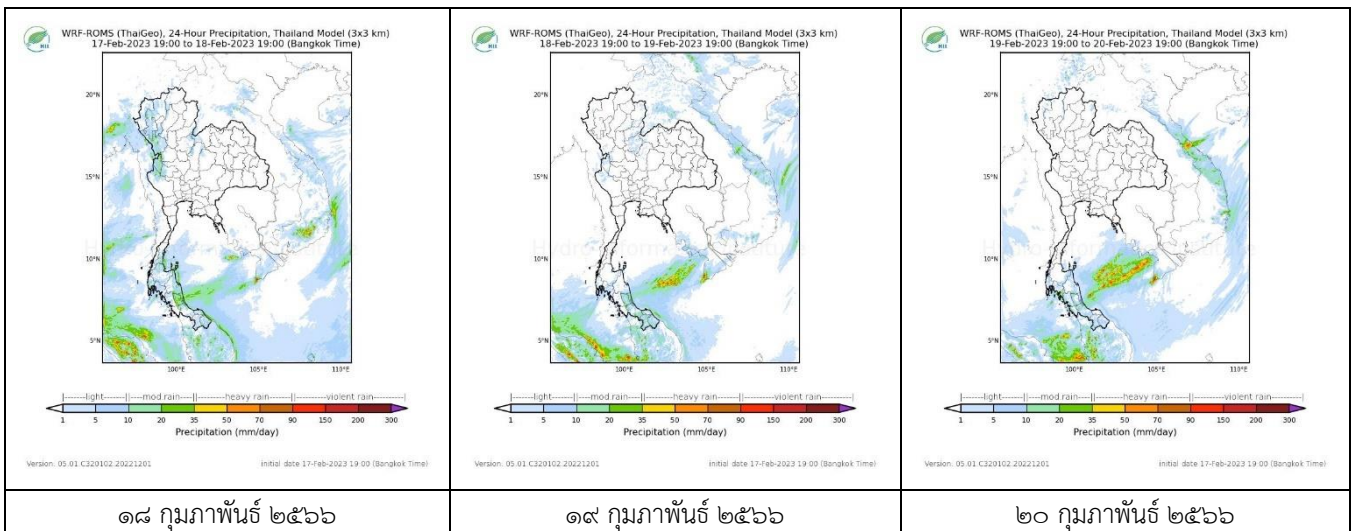 WRF-ROMS (ThaiGeo), 24-Hour Precipitation, Thailand Model (3x3 km)
17-Feb-2023 19:00 to 18-Feb-2023 19:00 (Bangkok Time)
20°N
15°N
10°N
5°N
100°E 105°E 110°E
|-------light-------||---mod.rain---||-------heavy rain-------||-------violent rain-------|
1 5 10 20 35 50 70 90 150 200 300
Precipitation (mm/day)
Version: 05.01 C320102.20221201 initial date 17-Feb-2023 19:00 (Bangkok Time)
๑๘ กุมภาพันธ์ ๒๕๖๖
WRF-ROMS (ThaiGeo), 24-Hour Precipitation, Thailand Model (3x3 km)
18-Feb-2023 19:00 to 19-Feb-2023 19:00 (Bangkok Time)
20°N
15°N
10°N
5°N
100°E 105°E 110°E
|-------light-------||---mod.rain---||-------heavy rain-------||-------violent rain-------|
1 5 10 20 35 50 70 90 150 200 300
Precipitation (mm/day)
Version: 05.01 C320102.20221201 initial date 17-Feb-2023 19:00 (Bangkok Time)
๑๙ กุมภาพันธ์ ๒๕๖๖
WRF-ROMS (ThaiGeo), 24-Hour Precipitation, Thailand Model (3x3 km)
19-Feb-2023 19:00 to 20-Feb-2023 19:00 (Bangkok Time)
20°N
15°N
10°N
5°N
100°E 105°E 110°E
|-------light-------||---mod.rain---||-------heavy rain-------||-------violent rain-------|
1 5 10 20 35 50 70 90 150 200 300
Precipitation (mm/day)
Version: 05.01 C320102.20221201 initial date 17-Feb-2023 19:00 (Bangkok Time)
๒๐ กุมภาพันธ์ ๒๕๖๖